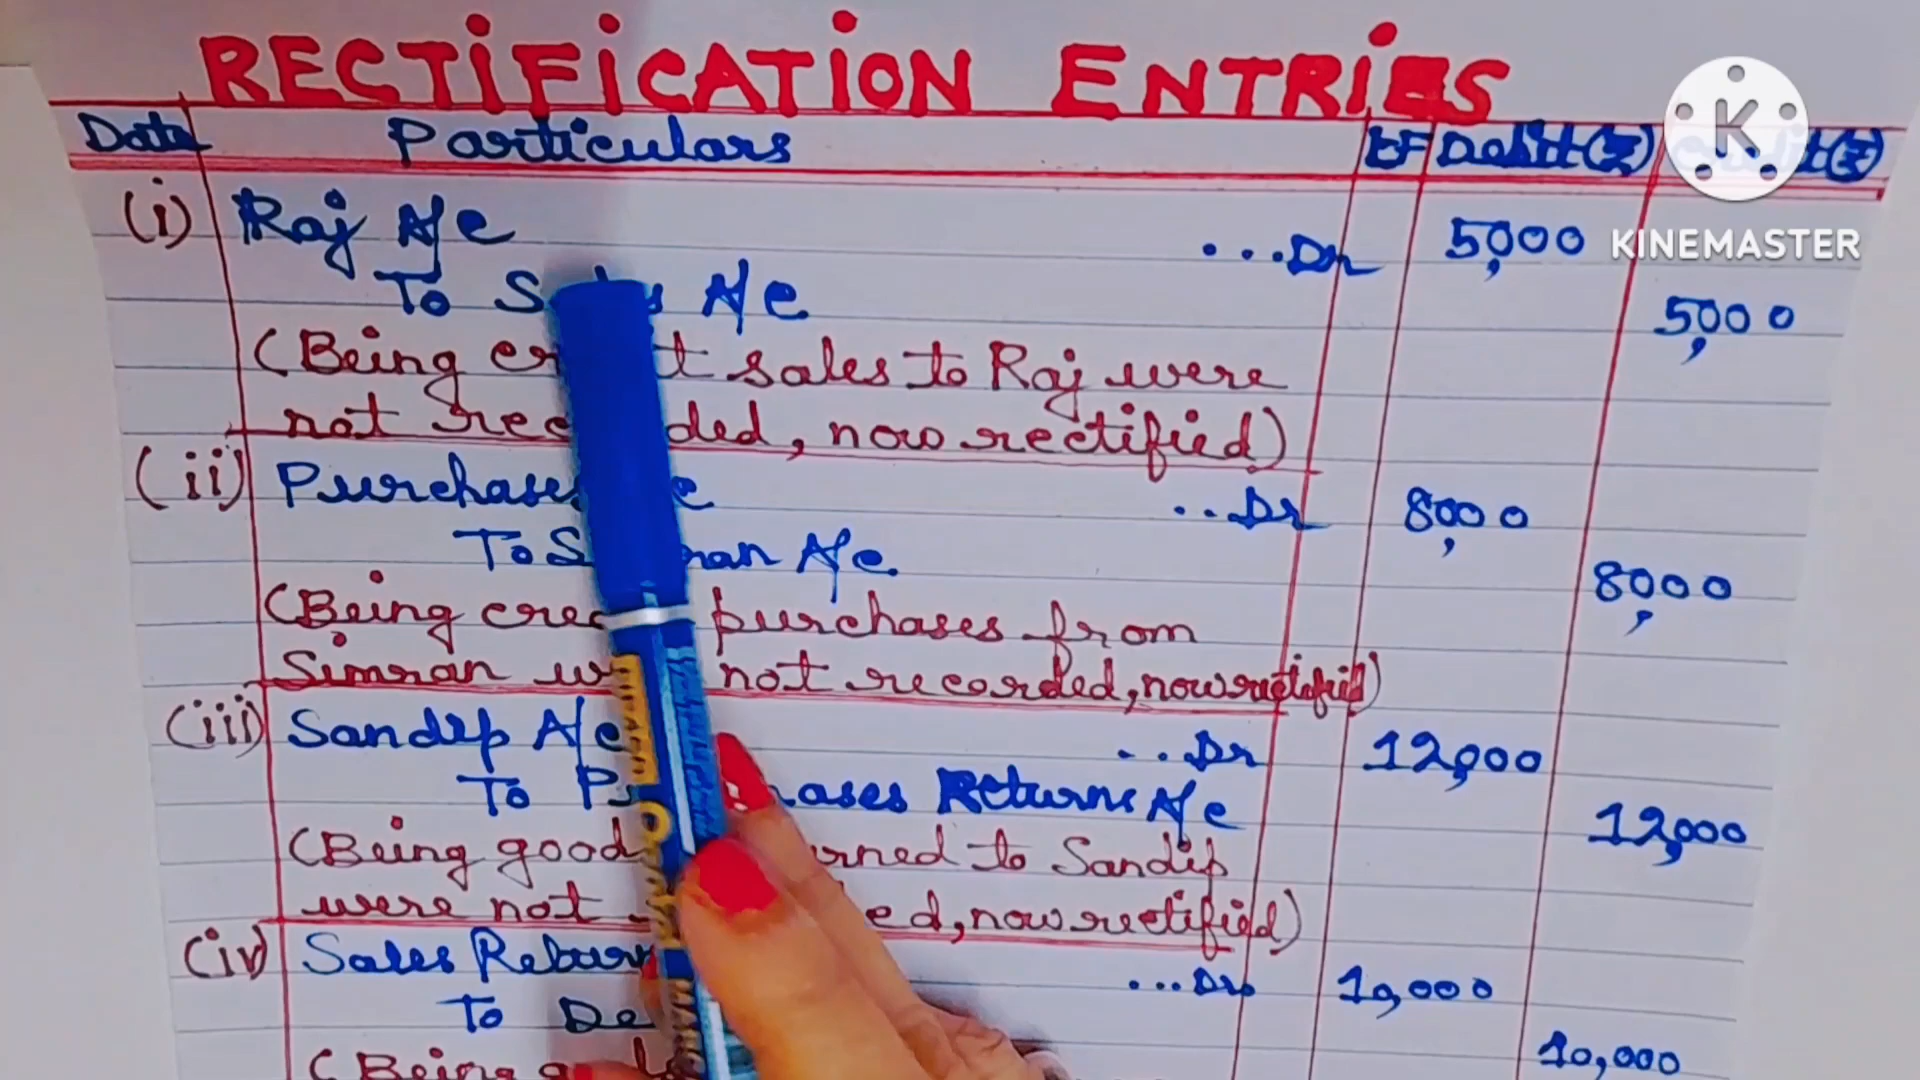 RECTIFICATION ENTRIES
Date Particulars LF Debit(₹)
(i) Raj A/c ...Dr 5,000
To A/c 5,000
(Being sales to Raj were
not now rectified)
(ii) Purchases ..Dr 8,000
To A/c. 8,000
(Being purchases from
Simran not recorded, now rectified)
(iii) Sandip A/c ...Dr 12,000
To Returns A/c 12,000
(Being to Sandip
were not now rectified)
(iv) Sales ...Dr 10,000
To 10,000
(Being
K
KINEMASTER